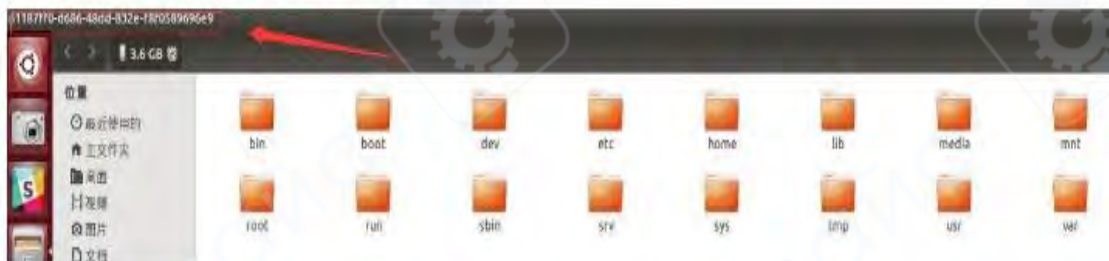 11187ff0-d686-48dd-832e-f8f0589696e9
3.6 GB
位置
最近使用的
主文件夹
桌面
视频
图片
文档
bin boot dev etc home lib media mnt
root run sbin srv sys tmp usr var